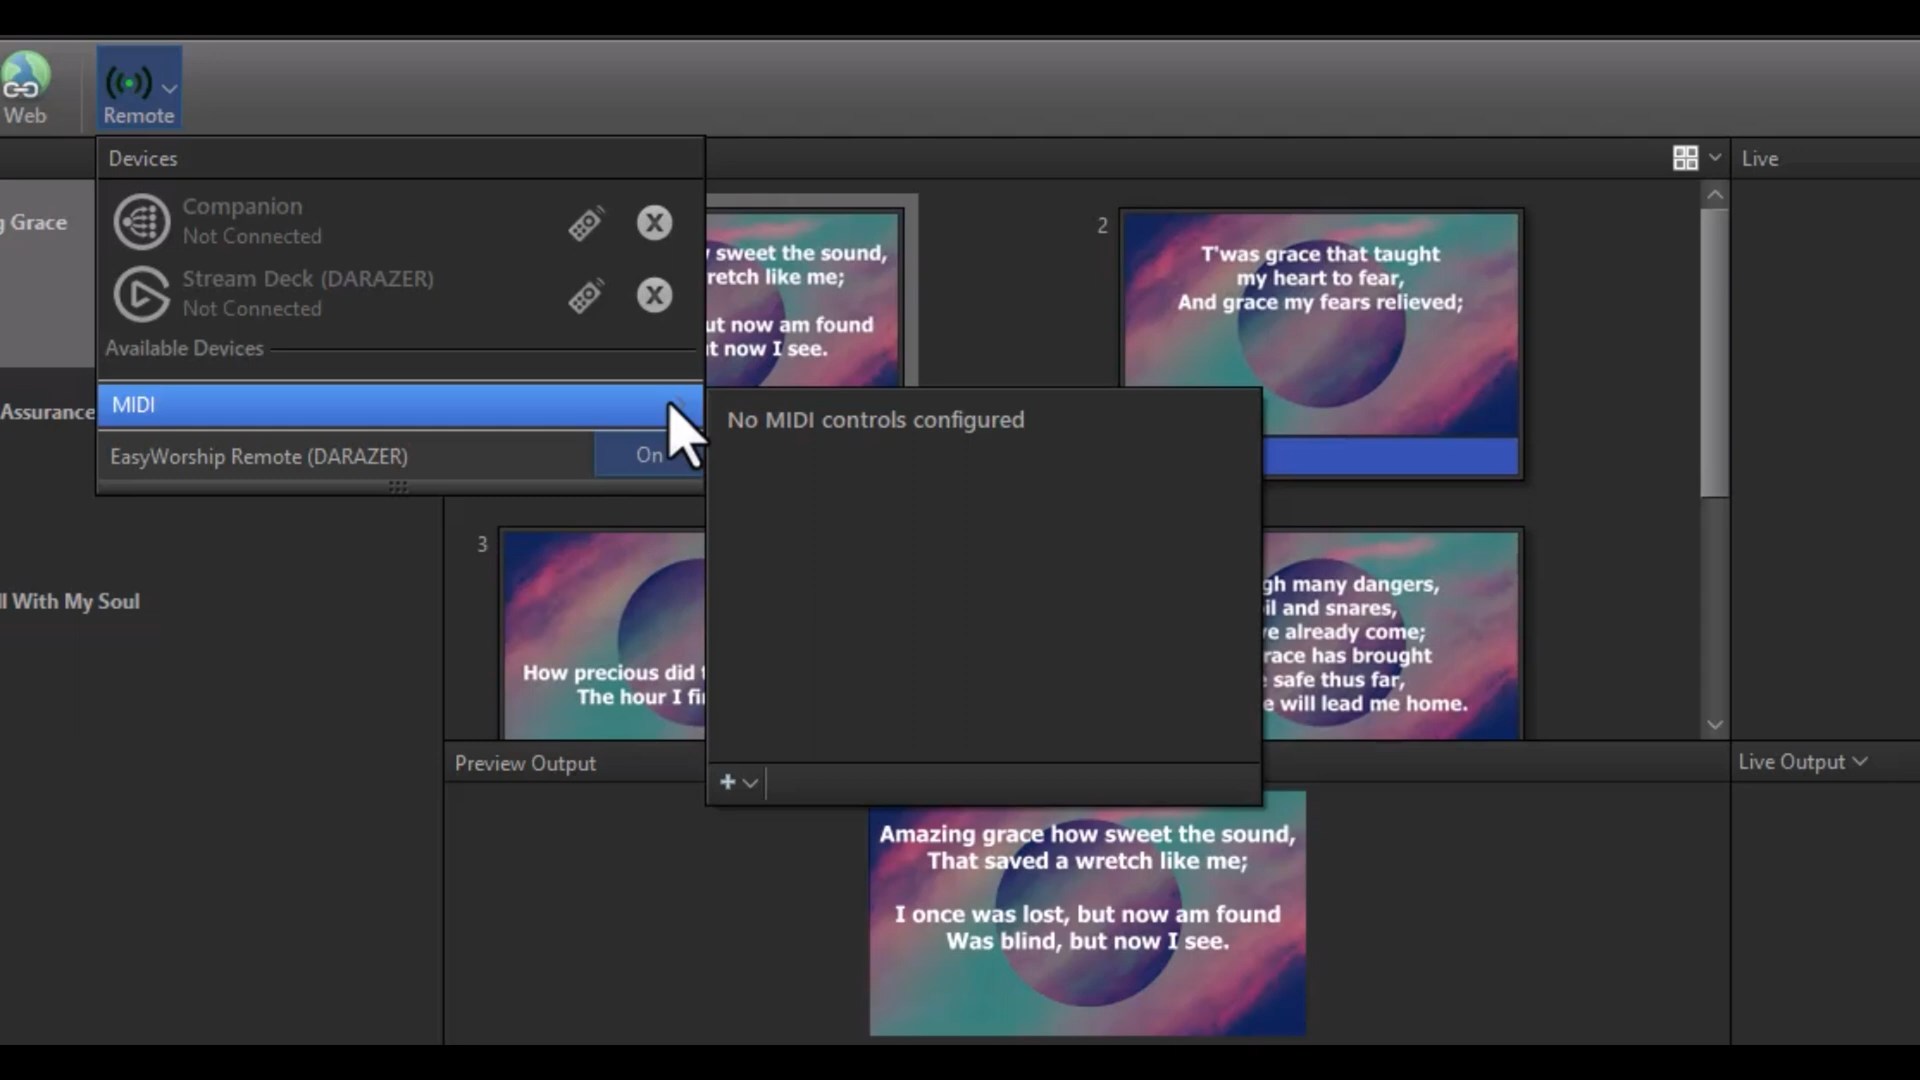 Web
Remote
Devices
Companion
Not Connected
Stream Deck (DARAZER)
Not Connected
Available Devices
MIDI
EasyWorship Remote (DARAZER)
On
No MIDI controls configured
Grace
Assurance
With My Soul
Live
sweet the sound,
retch like me;
ut now am found
t now I see.
2
T'was grace that taught
my heart to fear,
And grace my fears relieved;
3
How precious did
The hour I
gh many dangers,
il and snares,
e already come;
race has brought
safe thus far,
e will lead me home.
Preview Output
Live Output
Amazing grace how sweet the sound,
That saved a wretch like me;
I once was lost, but now am found
Was blind, but now I see.